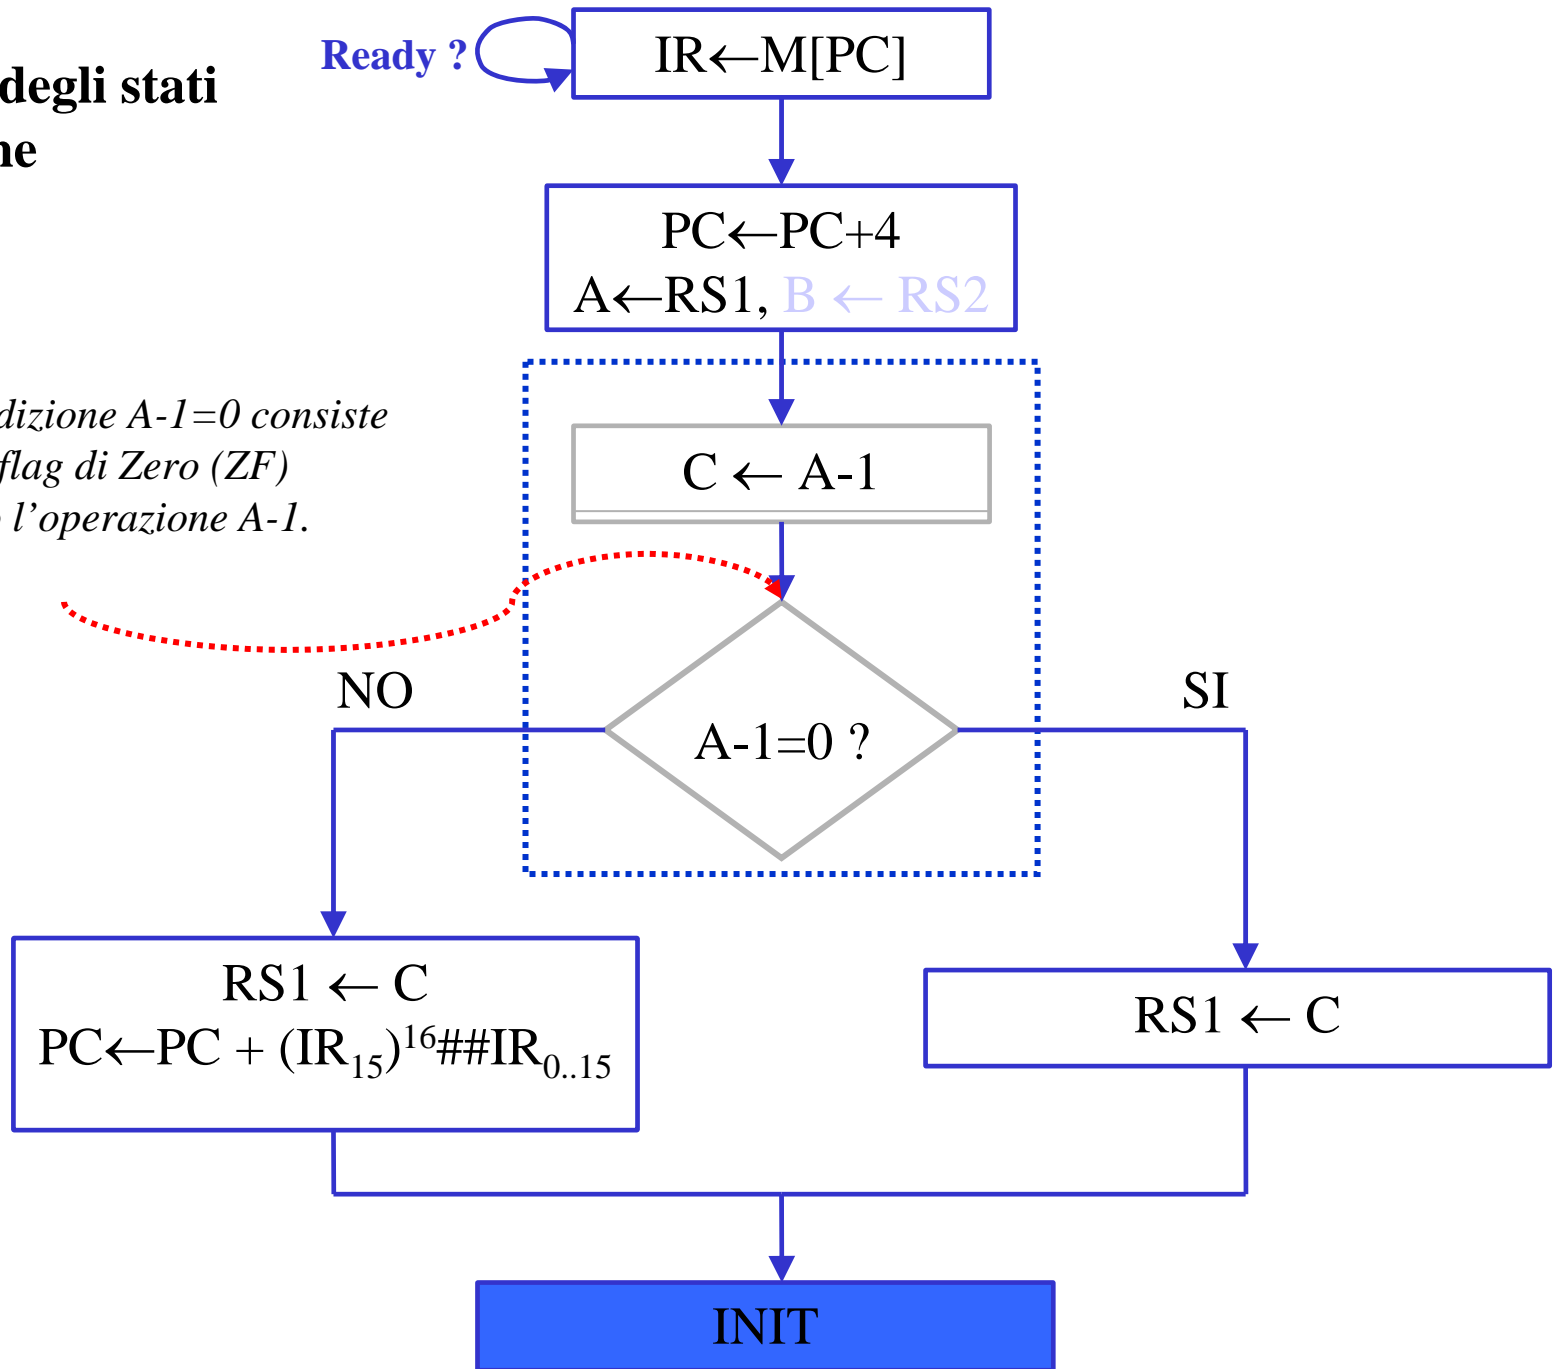 Ready ?
IR←M[PC]
degli stati
ne
PC←PC+4
A←RS1, B ← RS2
dizione A-1=0 consiste
flag di Zero (ZF)
l’operazione A-1.
C ← A-1
NO
SI
A-1=0 ?
RS1 ← C
PC←PC + (IR₁₅)¹⁶##IR₀..₁₅
RS1 ← C
INIT